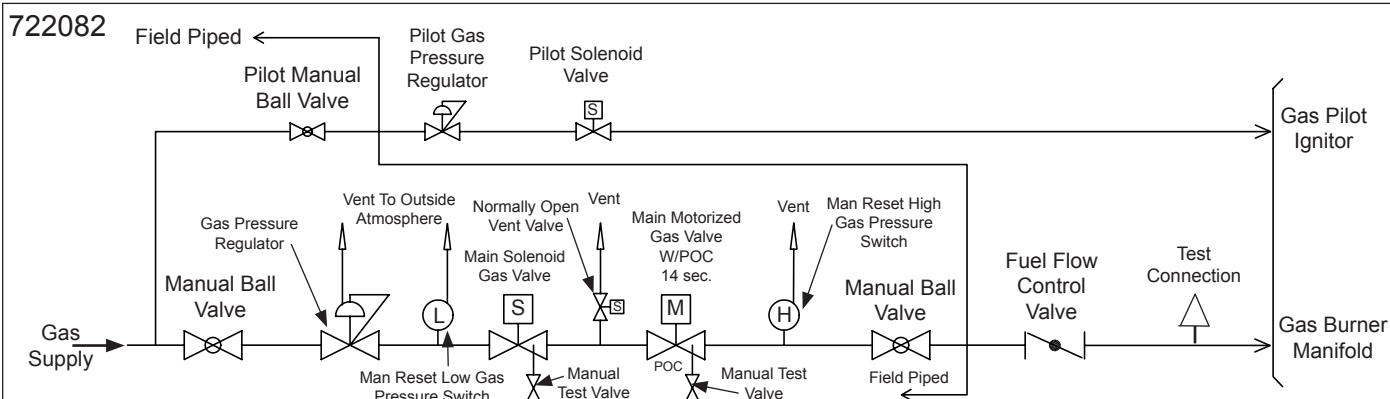 722082
Field Piped
Pilot Gas
Pressure
Regulator
Pilot Solenoid
Valve
Pilot Manual
Ball Valve
S
Gas Pilot
Ignitor
Gas Pressure
Regulator
Vent To Outside
Atmosphere
Normally Open
Vent Valve
Vent
Main Motorized
Gas Valve
W/POC
14 sec.
Vent
Man Reset High
Gas Pressure
Switch
Main Solenoid
Gas Valve
Manual Ball
Valve
Manual Ball
Valve
Fuel Flow
Control
Valve
Test
Connection
S
L
S
M
H
Gas
Supply
Gas Burner
Manifold
POC
Man Reset Low Gas
Pressure Switch
Manual
Test Valve
Manual Test
Valve
Field Piped